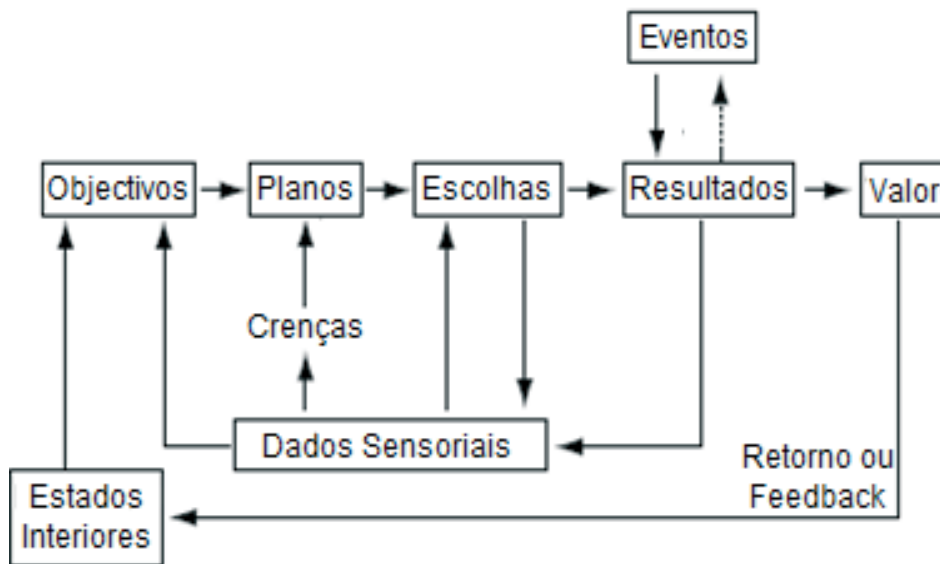 Eventos
Objectivos
Planos
Escolhas
Resultados
Valor
Crenças
Dados Sensoriais
Retorno ou
Feedback
Estados
Interiores